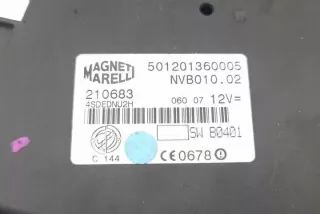 MAGNETI MARELLI 501201360005
NVB010.02
210683
4SDEDNU2H 060 07 12V=
SW B0401
C 144 CE0678